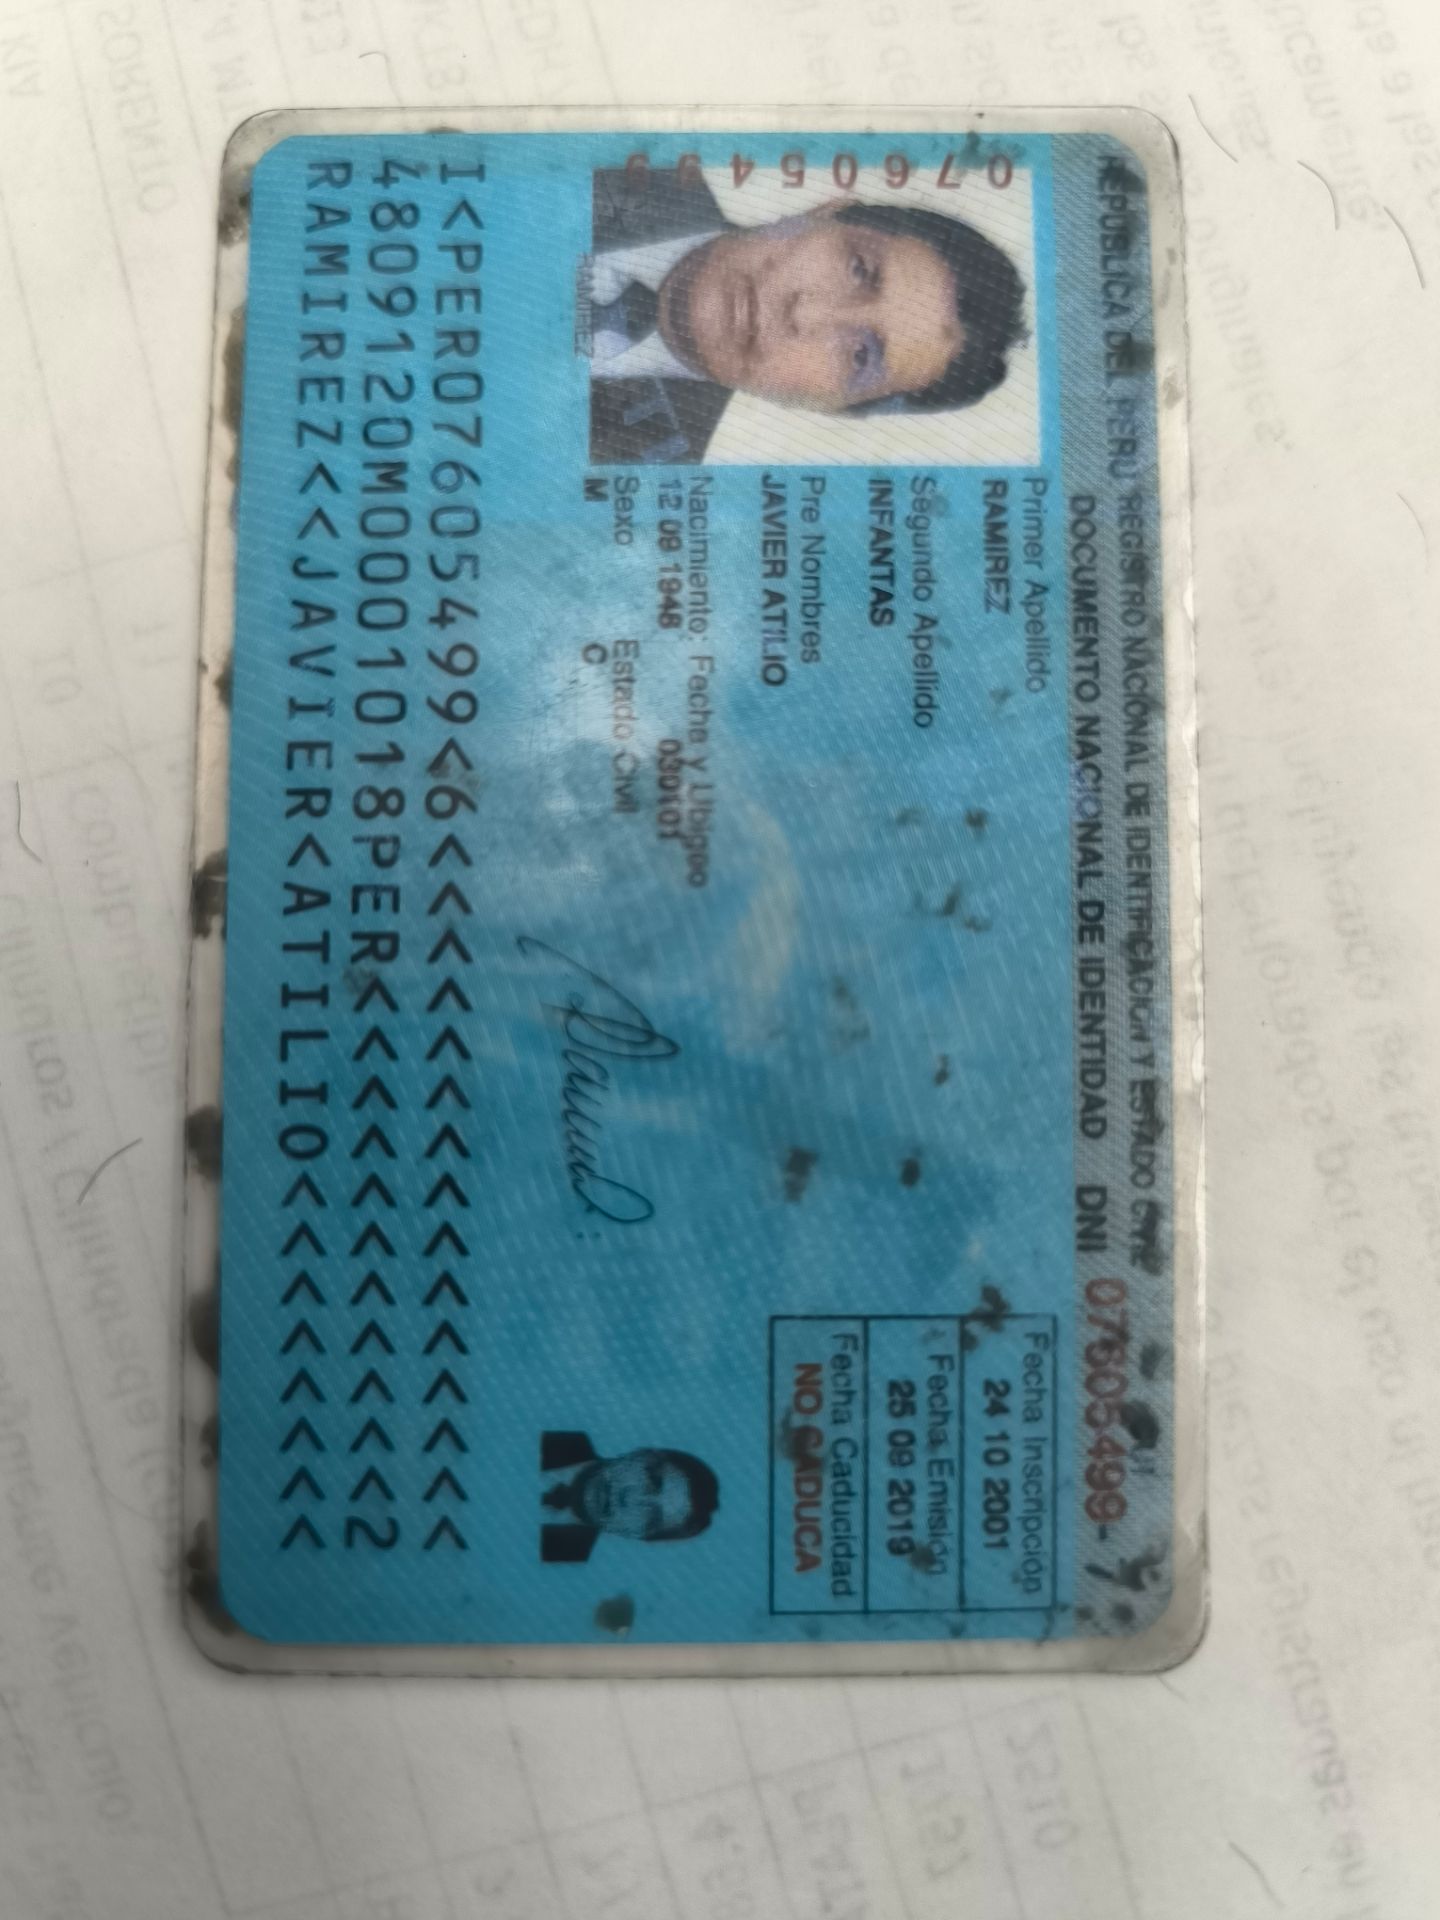 REPUBLICA DEL PERU REGISTRO NACIONAL DE IDENTIFICACION Y ESTADO CIVIL
DOCUMENTO NACIONAL DE IDENTIDAD DNI 07605499-
07605499
Primer Apellido
RAMIREZ
Segundo Apellido
INFANTAS
Pre Nombres
JAVIER ATILIO
Nacimiento: Fecha y Ubigeo
12 09 1948 030101
Sexo Estado Civil
M C
Fecha Inscripción
24 10 2001
Fecha Emisión
25 09 2019
Fecha Caducidad
NO CADUCA
RAMIREZ
I<PER07605499<6<<<<<<<<<<<<<<<
4809120M0001018PER<<<<<<<<<<<2
RAMIREZ<<JAVIER<ATILIO<<<<<<<<